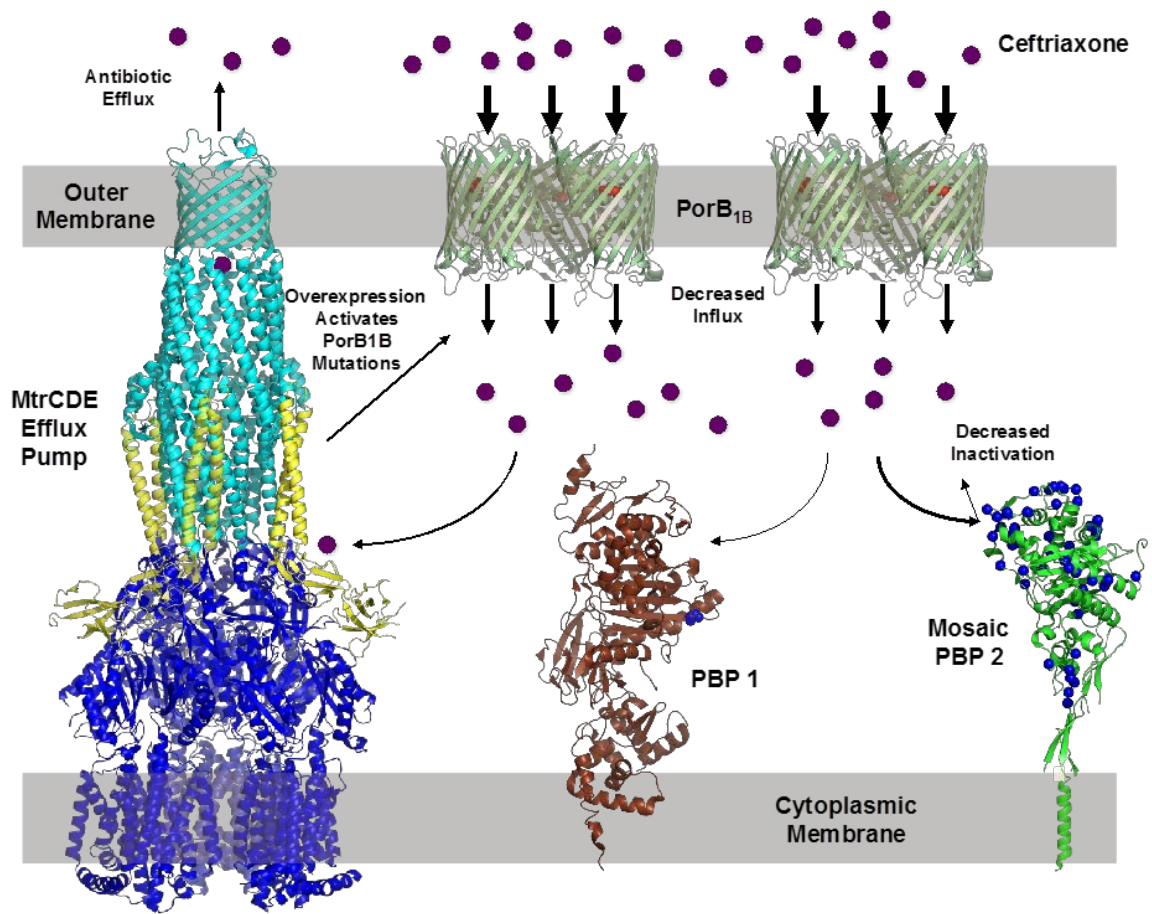 Ceftriaxone
Antibiotic
Efflux
Outer
Membrane
PorB1B
Overexpression
Activates
PorB1B
Mutations
Decreased
Influx
MtrCDE
Efflux
Pump
Decreased
Inactivation
Mosaic
PBP 2
PBP 1
Cytoplasmic
Membrane